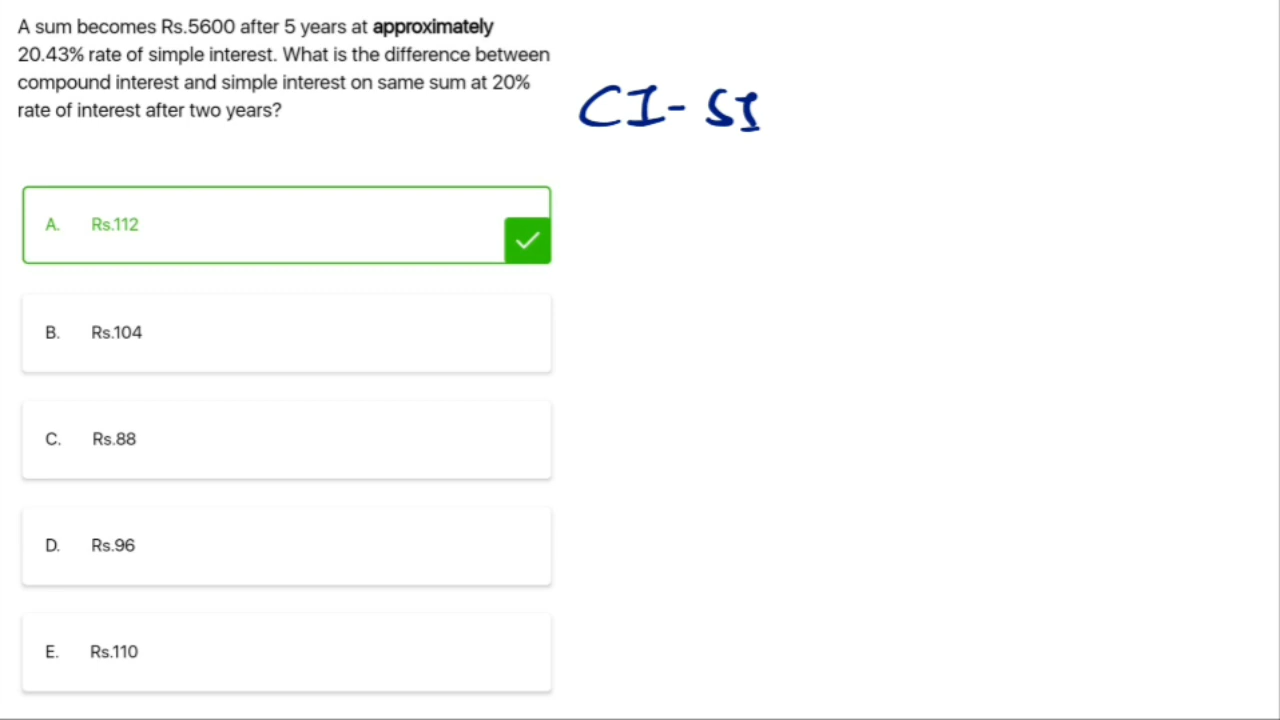 A sum becomes Rs.5600 after 5 years at approximately
20.43% rate of simple interest. What is the difference between
compound interest and simple interest on same sum at 20%
rate of interest after two years?
CI- SI
A. Rs.112
B. Rs.104
C. Rs.88
D. Rs.96
E. Rs.110